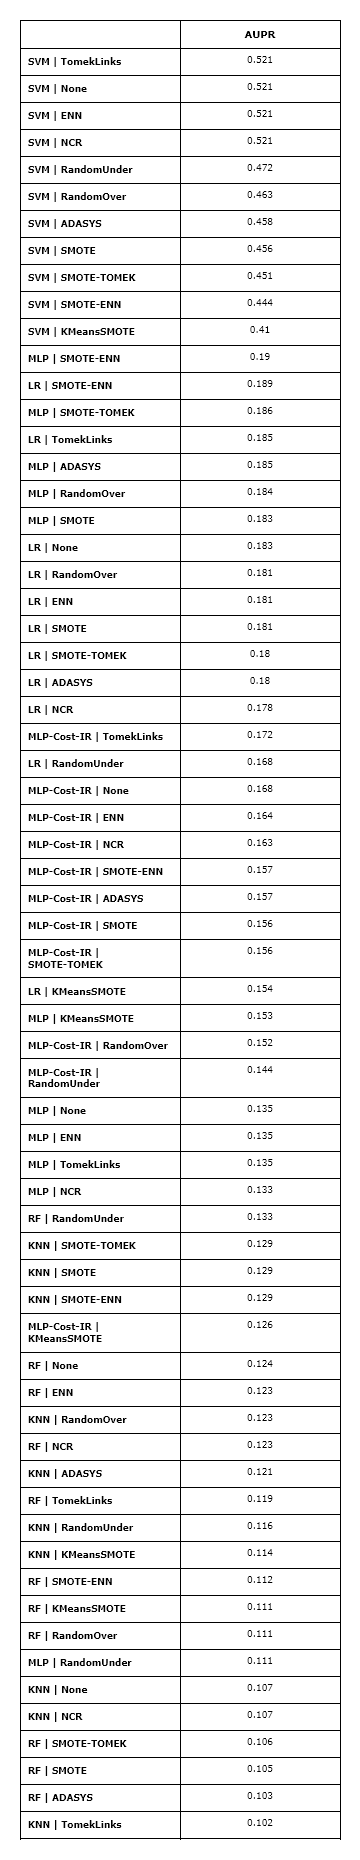 AUPR
SVM | TomekLinks 0.521
SVM | None 0.521
SVM | ENN 0.521
SVM | NCR 0.521
SVM | RandomUnder 0.472
SVM | RandomOver 0.463
SVM | ADASYS 0.458
SVM | SMOTE 0.456
SVM | SMOTE-TOMEK 0.451
SVM | SMOTE-ENN 0.444
SVM | KMeansSMOTE 0.41
MLP | SMOTE-ENN 0.19
LR | SMOTE-ENN 0.189
MLP | SMOTE-TOMEK 0.186
LR | TomekLinks 0.185
MLP | ADASYS 0.185
MLP | RandomOver 0.184
MLP | SMOTE 0.183
LR | None 0.183
LR | RandomOver 0.181
LR | ENN 0.181
LR | SMOTE 0.181
LR | SMOTE-TOMEK 0.18
LR | ADASYS 0.18
LR | NCR 0.178
MLP-Cost-IR | TomekLinks 0.172
LR | RandomUnder 0.168
MLP-Cost-IR | None 0.168
MLP-Cost-IR | ENN 0.164
MLP-Cost-IR | NCR 0.163
MLP-Cost-IR | SMOTE-ENN 0.157
MLP-Cost-IR | ADASYS 0.157
MLP-Cost-IR | SMOTE 0.156
MLP-Cost-IR | 0.156
SMOTE-TOMEK
LR | KMeansSMOTE 0.154
MLP | KMeansSMOTE 0.153
MLP-Cost-IR | RandomOver 0.152
MLP-Cost-IR | 0.144
RandomUnder
MLP | None 0.135
MLP | ENN 0.135
MLP | TomekLinks 0.135
MLP | NCR 0.133
RF | RandomUnder 0.133
KNN | SMOTE-TOMEK 0.129
KNN | SMOTE 0.129
KNN | SMOTE-ENN 0.129
MLP-Cost-IR | 0.126
KMeansSMOTE
RF | None 0.124
RF | ENN 0.123
KNN | RandomOver 0.123
RF | NCR 0.123
KNN | ADASYS 0.121
RF | TomekLinks 0.119
KNN | RandomUnder 0.116
KNN | KMeansSMOTE 0.114
RF | SMOTE-ENN 0.112
RF | KMeansSMOTE 0.111
RF | RandomOver 0.111
MLP | RandomUnder 0.111
KNN | None 0.107
KNN | NCR 0.107
RF | SMOTE-TOMEK 0.106
RF | SMOTE 0.105
RF | ADASYS 0.103
KNN | TomekLinks 0.102